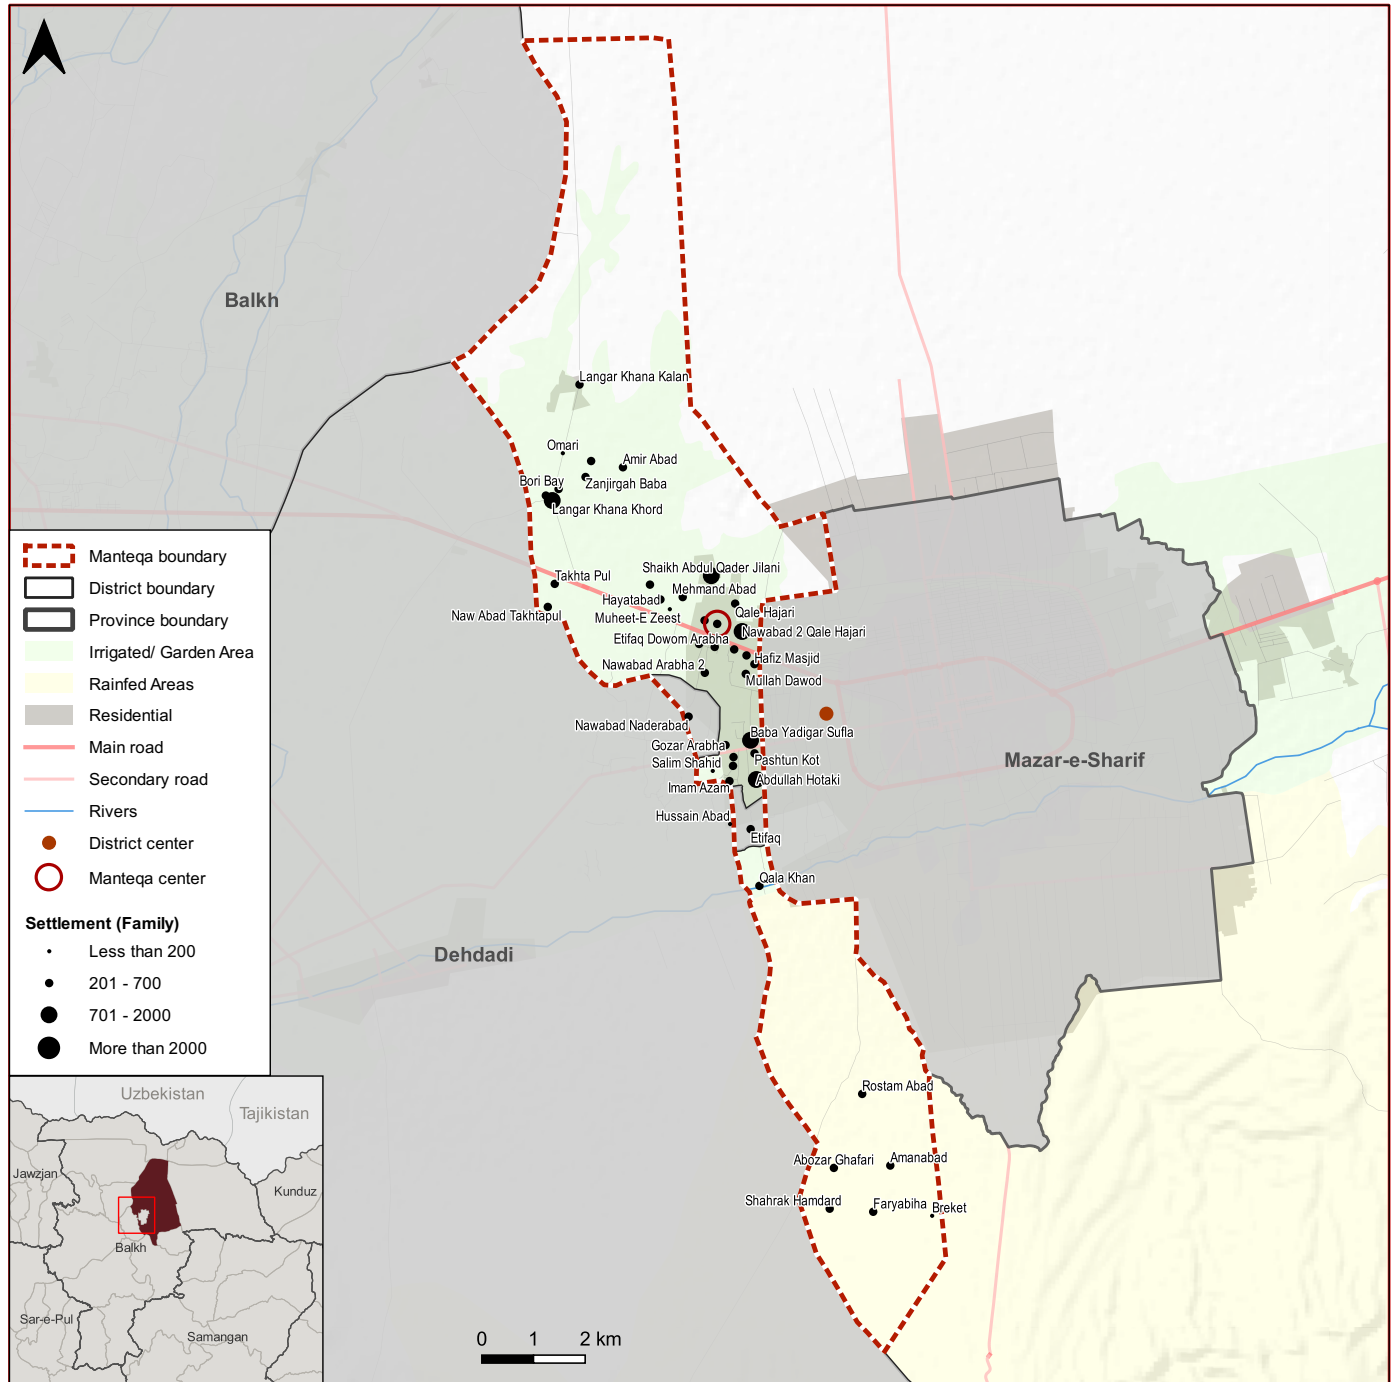 Balkh
Langar Khana Kalan
Omari
Amir Abad
Bori Bay
Zanjirgah Baba
Langar Khana Khord
Shaikh Abdul Qader Jilani
Takhta Pul
Mehmand Abad
Hayatabad
Naw Abad Takhtapul
Muheet-E Zeest
Qale Hajari
Nawabad 2 Qale Hajari
Etifaq Dowom Arabha
Hafiz Masjid
Nawabad Arabha 2
Mullah Dawod
Nawabad Naderabad
Baba Yadigar Sufla
Gozar Arabha
Salim Shahid
Pashtun Kot
Mazar-e-Sharif
Imam Azam
Abdullah Hotaki
Hussain Abad
Etifaq
Qala Khan
Dehdadi
Rostam Abad
Abozar Ghafari
Amanabad
Shahrak Hamdard
Faryabiha
Breket
Manteqa boundary
District boundary
Province boundary
Irrigated/ Garden Area
Rainfed Areas
Residential
Main road
Secondary road
Rivers
District center
Manteqa center
Settlement (Family)
Less than 200
201 - 700
701 - 2000
More than 2000
Uzbekistan
Tajikistan
Jawzjan
Kunduz
Balkh
Sar-e-Pul
Samangan
0 1 2 km